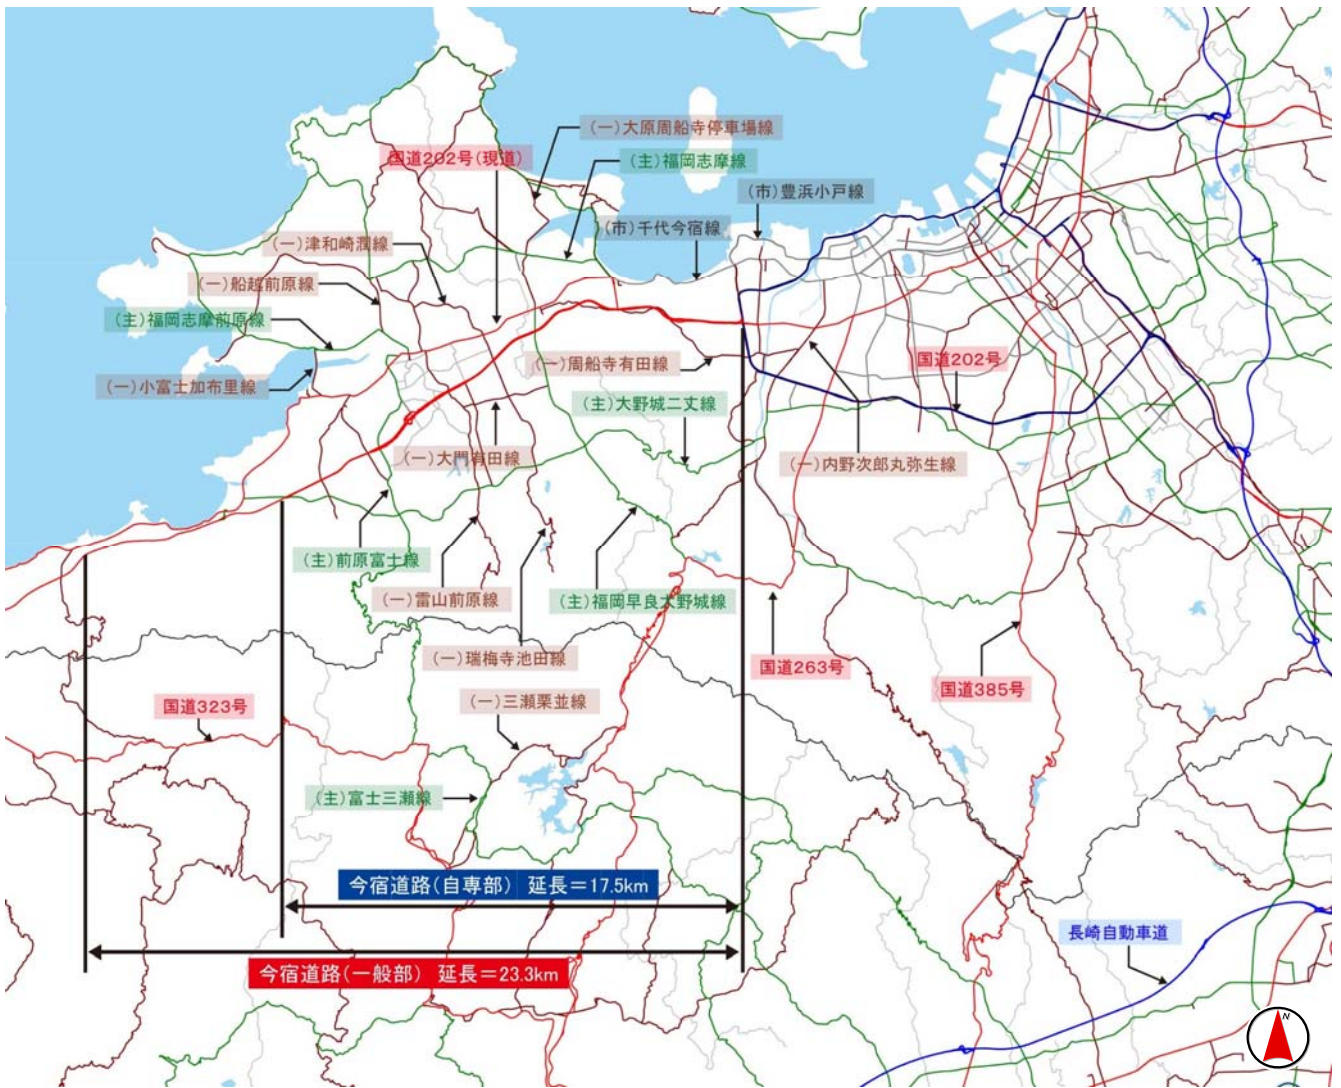 (一)大原周船寺停車場線
国道202号(現道)
(主)福岡志摩線
(市)豊浜小戸線
(市)千代今宿線
(一)津和崎潤線
(一)船越前原線
(主)福岡志摩前原線
(一)周船寺有田線
国道202号
(一)小富士加布里線
(主)大野城二丈線
(一)大門有田線
(一)内野次郎丸弥生線
(主)前原富士線
(一)雷山前原線
(主)福岡早良大野城線
(一)瑞梅寺池田線
国道263号
国道385号
(一)三瀬栗並線
国道323号
(主)富士三瀬線
今宿道路(自専部) 延長=17.5km
長崎自動車道
今宿道路(一般部) 延長=23.3km
N